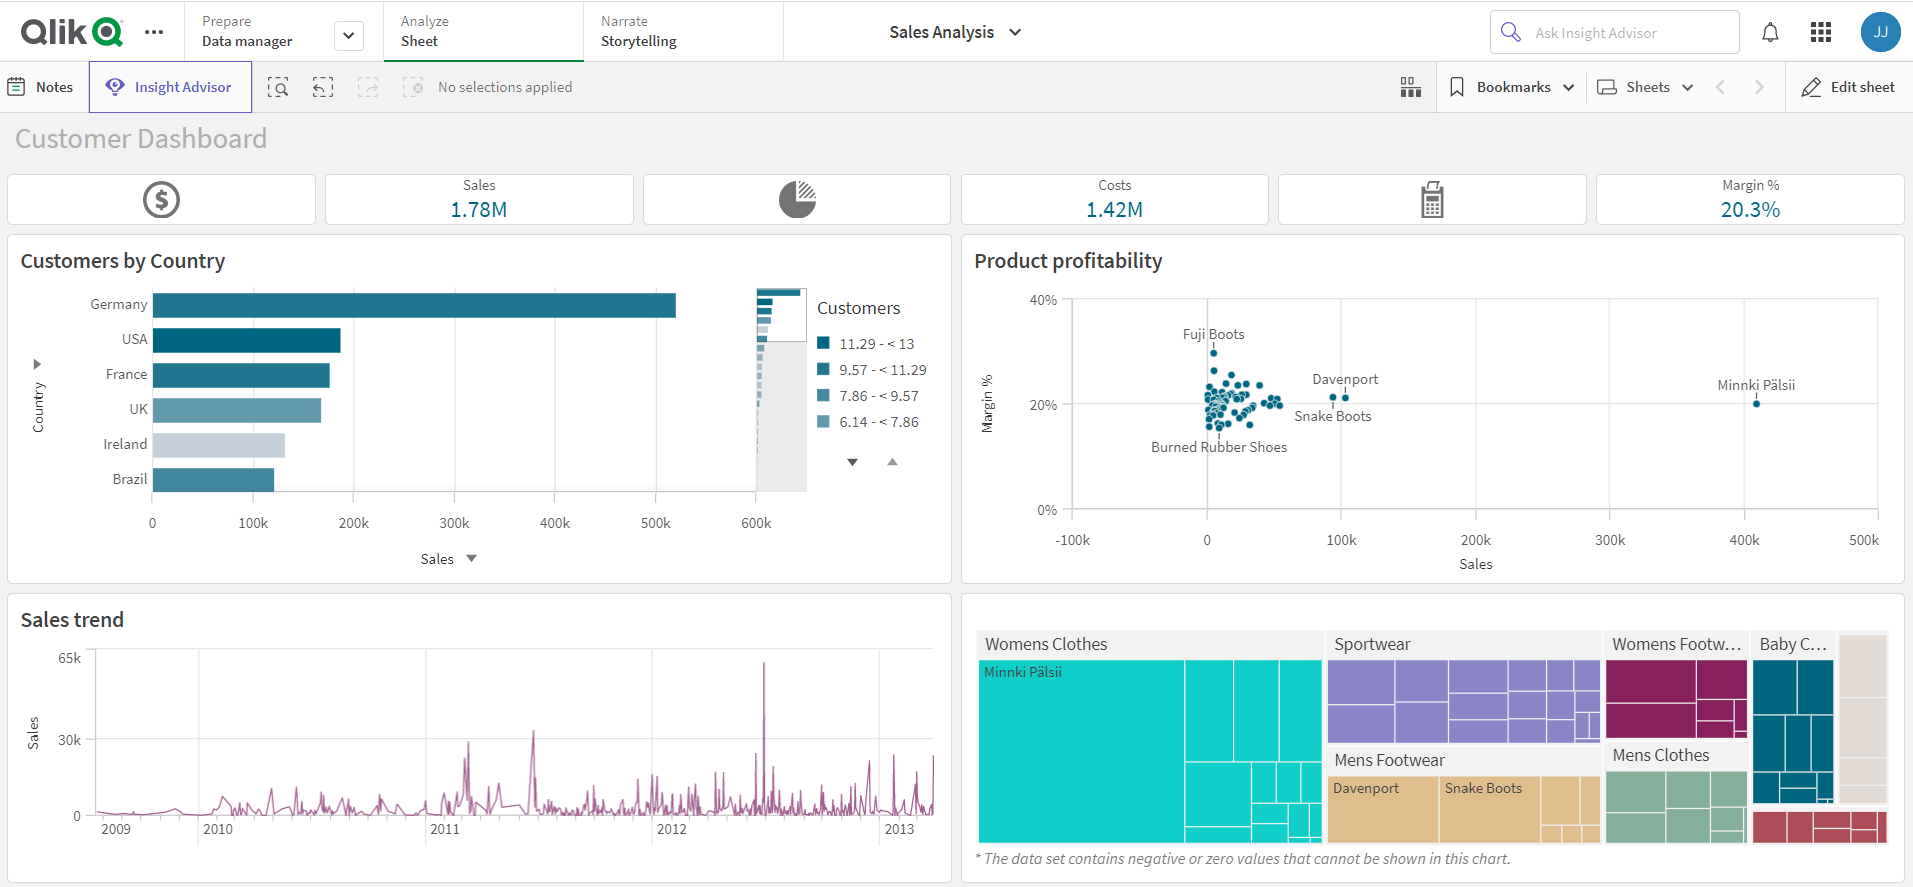 Qlik
Prepare
Data manager
Analyze
Sheet
Narrate
Storytelling
Sales Analysis
Ask Insight Advisor
JJ
Notes
Insight Advisor
No selections applied
Bookmarks
Sheets
Edit sheet
Customer Dashboard
Sales
1.78M
Costs
1.42M
Margin %
20.3%
Customers by Country
Country
Germany
USA
France
UK
Ireland
Brazil
0 100k 200k 300k 400k 500k 600k
Sales
Customers
11.29 - < 13
9.57 - < 11.29
7.86 - < 9.57
6.14 - < 7.86
Product profitability
Margin %
40%
20%
0%
Fuji Boots
Davenport
Minnki Pälsii
Snake Boots
Burned Rubber Shoes
-100k 0 100k 200k 300k 400k 500k
Sales
Sales trend
Sales
65k
30k
0
2009 2010 2011 2012 2013
Womens Clothes
Minnki Pälsii
Sportwear
Mens Footwear
Davenport
Snake Boots
Womens Footw...
Mens Clothes
Baby C...
* The data set contains negative or zero values that cannot be shown in this chart.